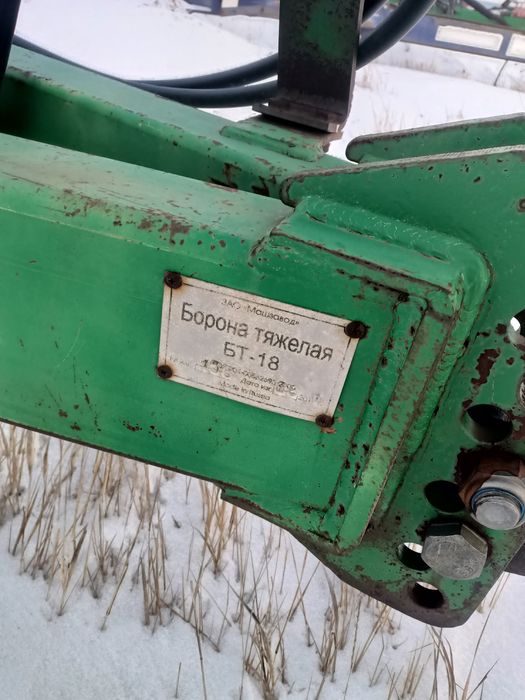 ЗАО «Машзавод»
Борона тяжелая
БТ-18
Made in Russia